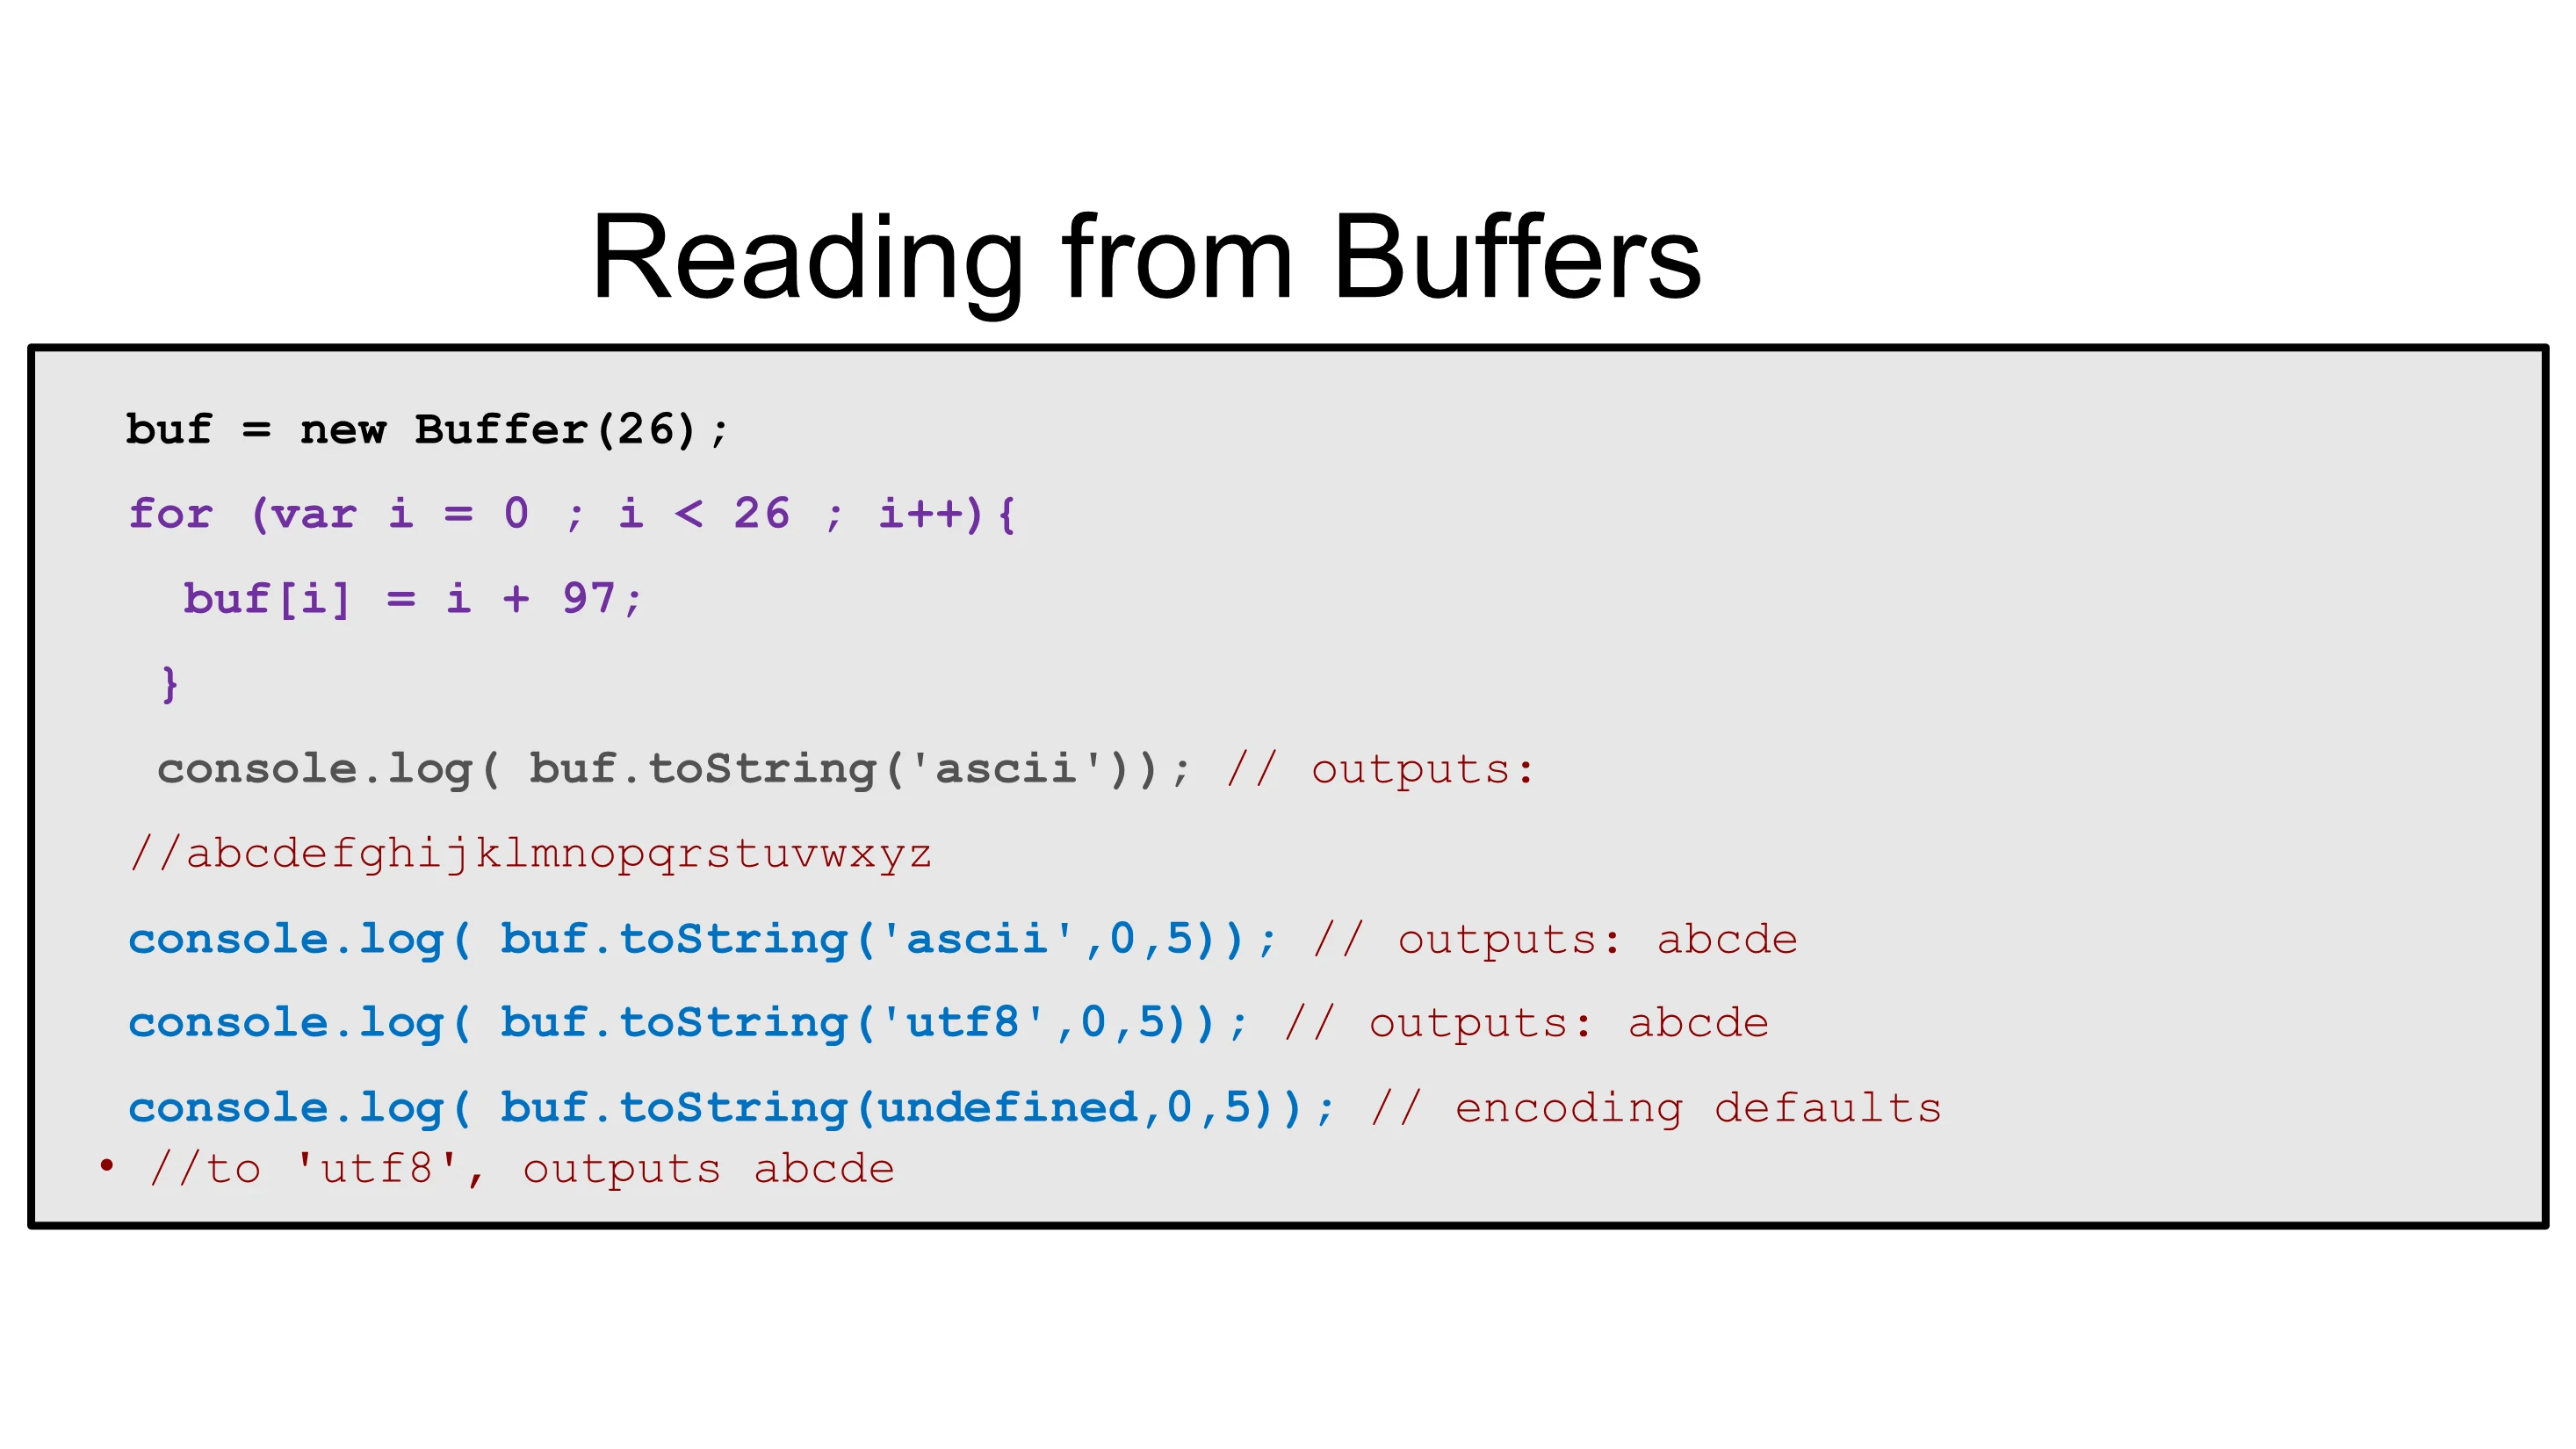 Reading from Buffers
buf = new Buffer(26);
for (var i = 0 ; i < 26 ; i++){
buf[i] = i + 97;
}
console.log( buf.toString('ascii')); // outputs:
//abcdefghijklmnopqrstuvwxyz
console.log( buf.toString('ascii',0,5)); // outputs: abcde
console.log( buf.toString('utf8',0,5)); // outputs: abcde
console.log( buf.toString(undefined,0,5)); // encoding defaults
• //to 'utf8', outputs abcde